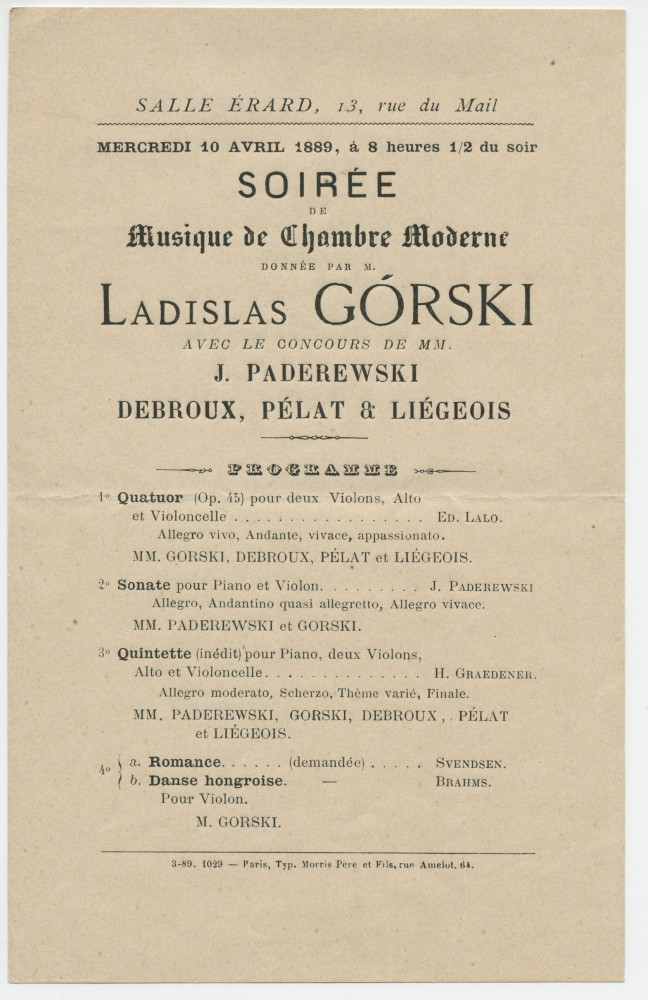 SALLE ÉRARD, 13, rue du Mail
MERCREDI 10 AVRIL 1889, à 8 heures 1/2 du soir
SOIRÉE
DE
Musique de Chambre Moderne
DONNÉE PAR M.
LADISLAS GÓRSKI
AVEC LE CONCOURS DE MM.
J. PADEREWSKI
DEBROUX, PÉLAT & LIÉGEOIS
PROGRAMME
1º Quatuor (Op. 45) pour deux Violons, Alto
et Violoncelle . . . . . . . . . . . . . . . . . ED. LALO.
Allegro vivo, Andante, vivace, appassionato.
MM. GORSKI, DEBROUX, PÉLAT et LIÉGEOIS.
2º Sonate pour Piano et Violon. . . . . . . . . J. PADEREWSKI
Allegro, Andantino quasi allegretto, Allegro vivace.
MM. PADEREWSKI et GORSKI.
3º Quintette (inédit) pour Piano, deux Violons,
Alto et Violoncelle. . . . . . . . . . . . . . H. GRAEDENER.
Allegro moderato, Scherzo, Thême varié, Finale.
MM. PADEREWSKI, GORSKI, DEBROUX, PÉLAT
et LIÉGEOIS.
4º a. Romance. . . . . . (demandée) . . . . . SVENDSEN.
b. Danse hongroise. — BRAHMS.
Pour Violon.
M. GORSKI.
3-89. 1029 — Paris, Typ. Morris Père et Fils, rue Amelot, 64.